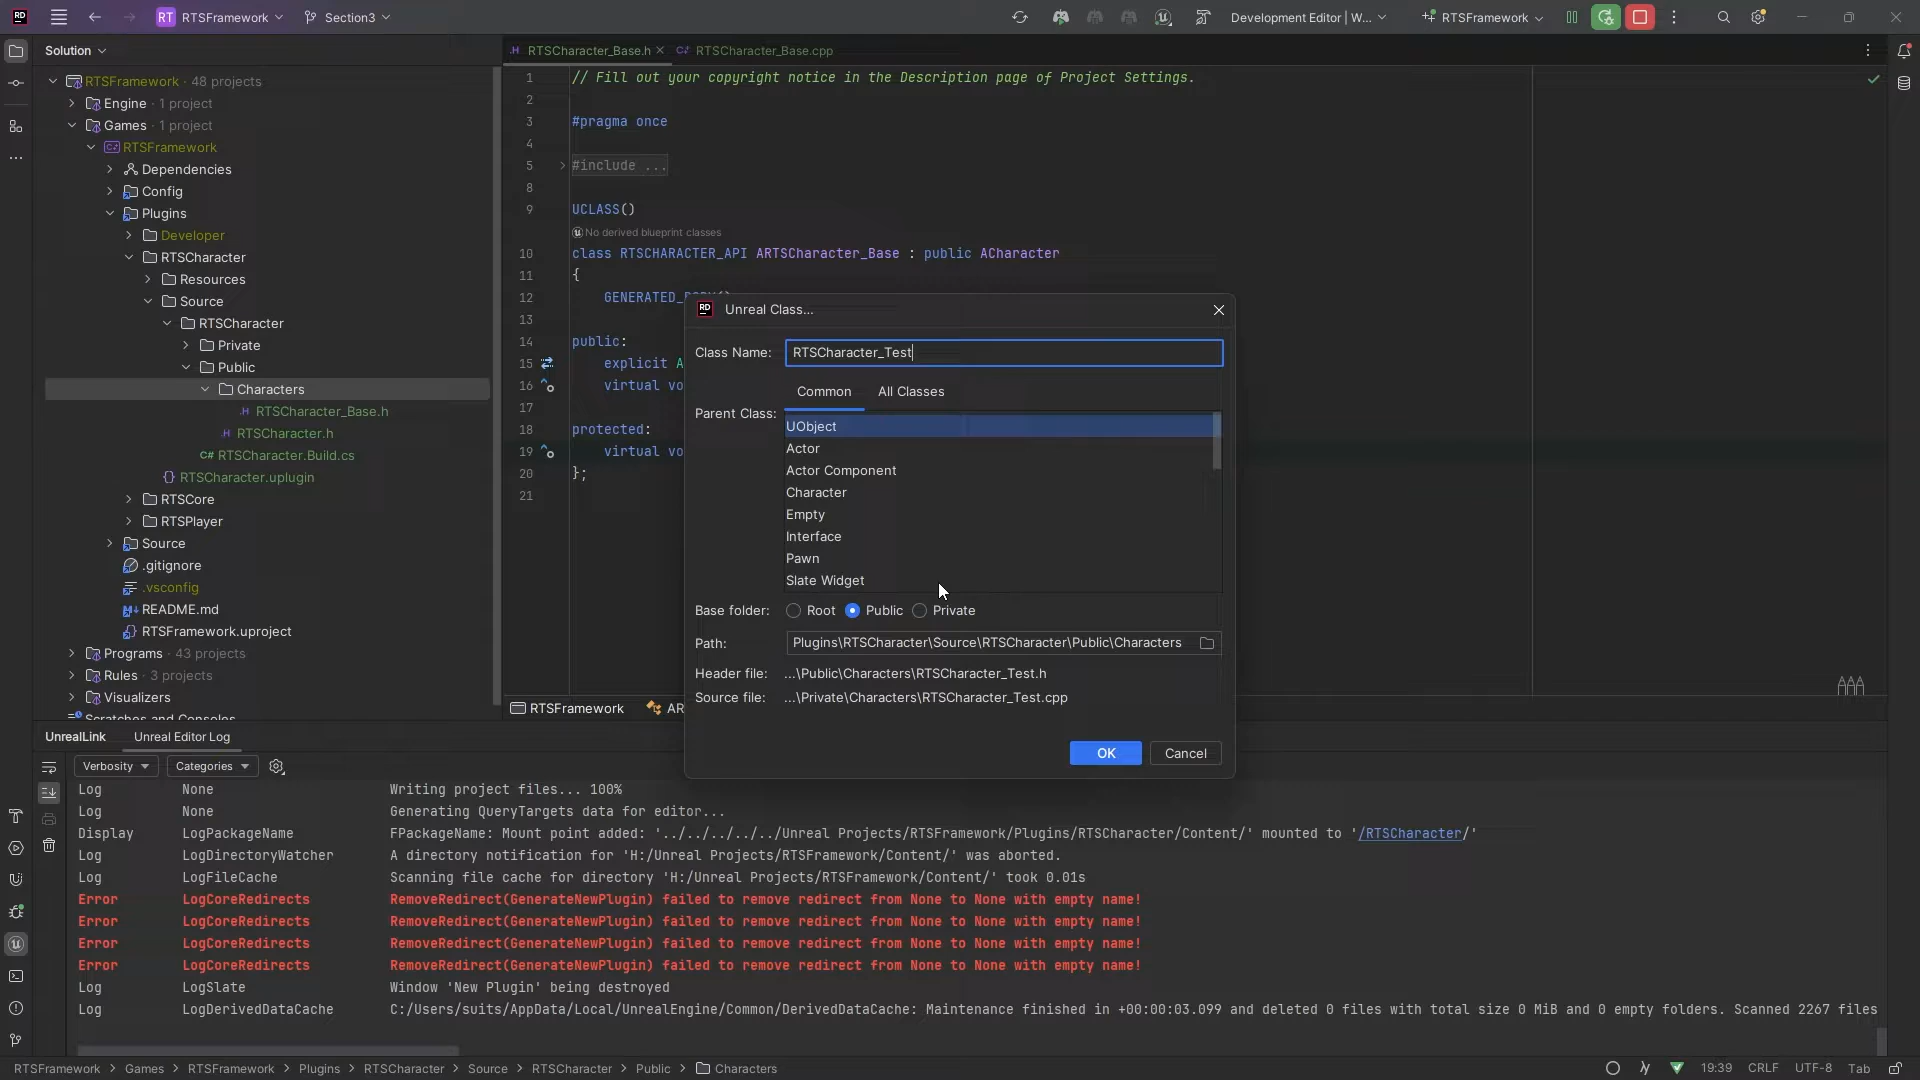 RD
RT RTSFramework
Section3
Development Editor | W...
RTSFramework
Solution
RTSFramework · 48 projects
Engine · 1 project
Games · 1 project
RTSFramework
Dependencies
Config
Plugins
Developer
RTSCharacter
Resources
Source
RTSCharacter
Private
Public
Characters
.H RTSCharacter_Base.h
.H RTSCharacter.h
C# RTSCharacter.Build.cs
RTSCharacter.uplugin
RTSCore
RTSPlayer
Source
.gitignore
.vsconfig
M↓ README.md
RTSFramework.uproject
Programs · 43 projects
Rules · 3 projects
Visualizers
Scratches and Consoles
.H RTSCharacter_Base.h
RTSCharacter_Base.cpp
1 // Fill out your copyright notice in the Description page of Project Settings.
2
3 #pragma once
4
5 #include ...
8
9 UCLASS()
No derived blueprint classes
10 class RTSCHARACTER_API ARTSCharacter_Base : public ACharacter
11 {
12 GENERATED_BODY()
13
14 public:
15 explicit A
16 virtual vo
17
18 protected:
19 virtual vo
20 };
21
RTSFramework
AR
RD Unreal Class...
Class Name: RTSCharacter_Test
Common All Classes
Parent Class:
UObject
Actor
Actor Component
Character
Empty
Interface
Pawn
Slate Widget
Base folder: Root Public Private
Path: Plugins\RTSCharacter\Source\RTSCharacter\Public\Characters
Header file: ...\Public\Characters\RTSCharacter_Test.h
Source file: ...\Private\Characters\RTSCharacter_Test.cpp
OK Cancel
UnrealLink Unreal Editor Log
Verbosity Categories
Log None Writing project files... 100%
Log None Generating QueryTargets data for editor...
Display LogPackageName FPackageName: Mount point added: '../../../../../Unreal Projects/RTSFramework/Plugins/RTSCharacter/Content/' mounted to '/RTSCharacter/'
Log LogDirectoryWatcher A directory notification for 'H:/Unreal Projects/RTSFramework/Content/' was aborted.
Log LogFileCache Scanning file cache for directory 'H:/Unreal Projects/RTSFramework/Content/' took 0.01s
Error LogCoreRedirects RemoveRedirect(GenerateNewPlugin) failed to remove redirect from None to None with empty name!
Error LogCoreRedirects RemoveRedirect(GenerateNewPlugin) failed to remove redirect from None to None with empty name!
Error LogCoreRedirects RemoveRedirect(GenerateNewPlugin) failed to remove redirect from None to None with empty name!
Error LogCoreRedirects RemoveRedirect(GenerateNewPlugin) failed to remove redirect from None to None with empty name!
Log LogSlate Window 'New Plugin' being destroyed
Log LogDerivedDataCache C:/Users/suits/AppData/Local/UnrealEngine/Common/DerivedDataCache: Maintenance finished in +00:00:03.099 and deleted 0 files with total size 0 MiB and 0 empty folders. Scanned 2267 files
RTSFramework > Games > RTSFramework > Plugins > RTSCharacter > Source > RTSCharacter > Public > Characters
19:39 CRLF UTF-8 Tab